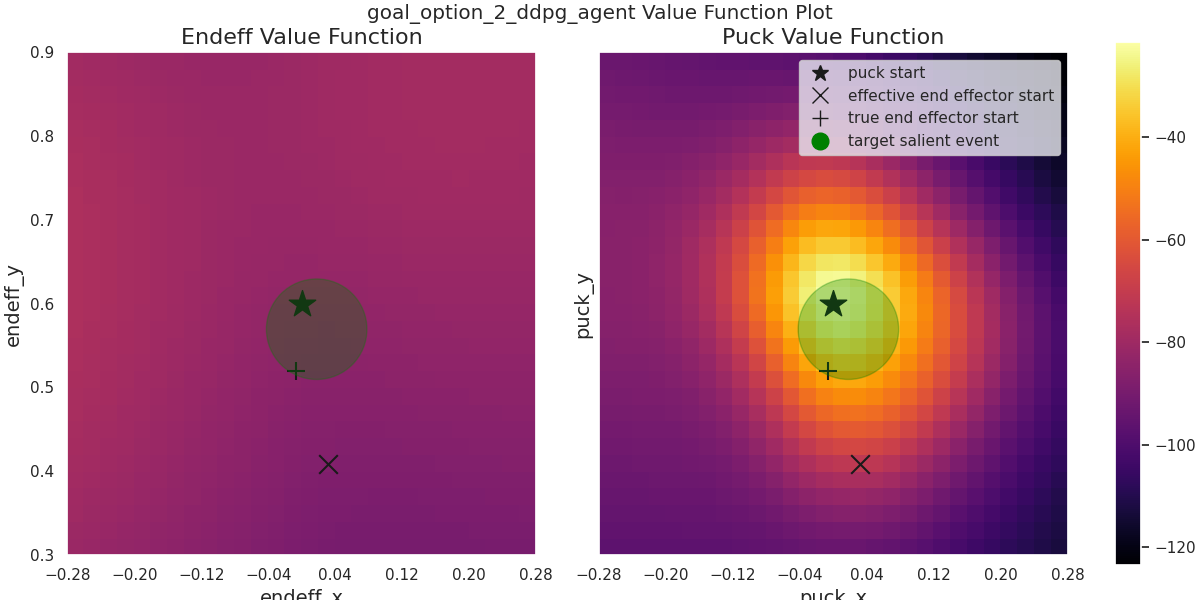 goal_option_2_ddpg_agent Value Function Plot
Endeff Value Function
Puck Value Function
0.9
0.8
0.7
0.6
0.5
0.4
0.3
endeff_y
−0.28
−0.20
−0.12
−0.04
0.04
0.12
0.20
0.28
endeff_x
puck_y
puck start
effective end effector start
true end effector start
target salient event
−0.28
−0.20
−0.12
−0.04
0.04
0.12
0.20
0.28
puck_x
−40
−60
−80
−100
−120